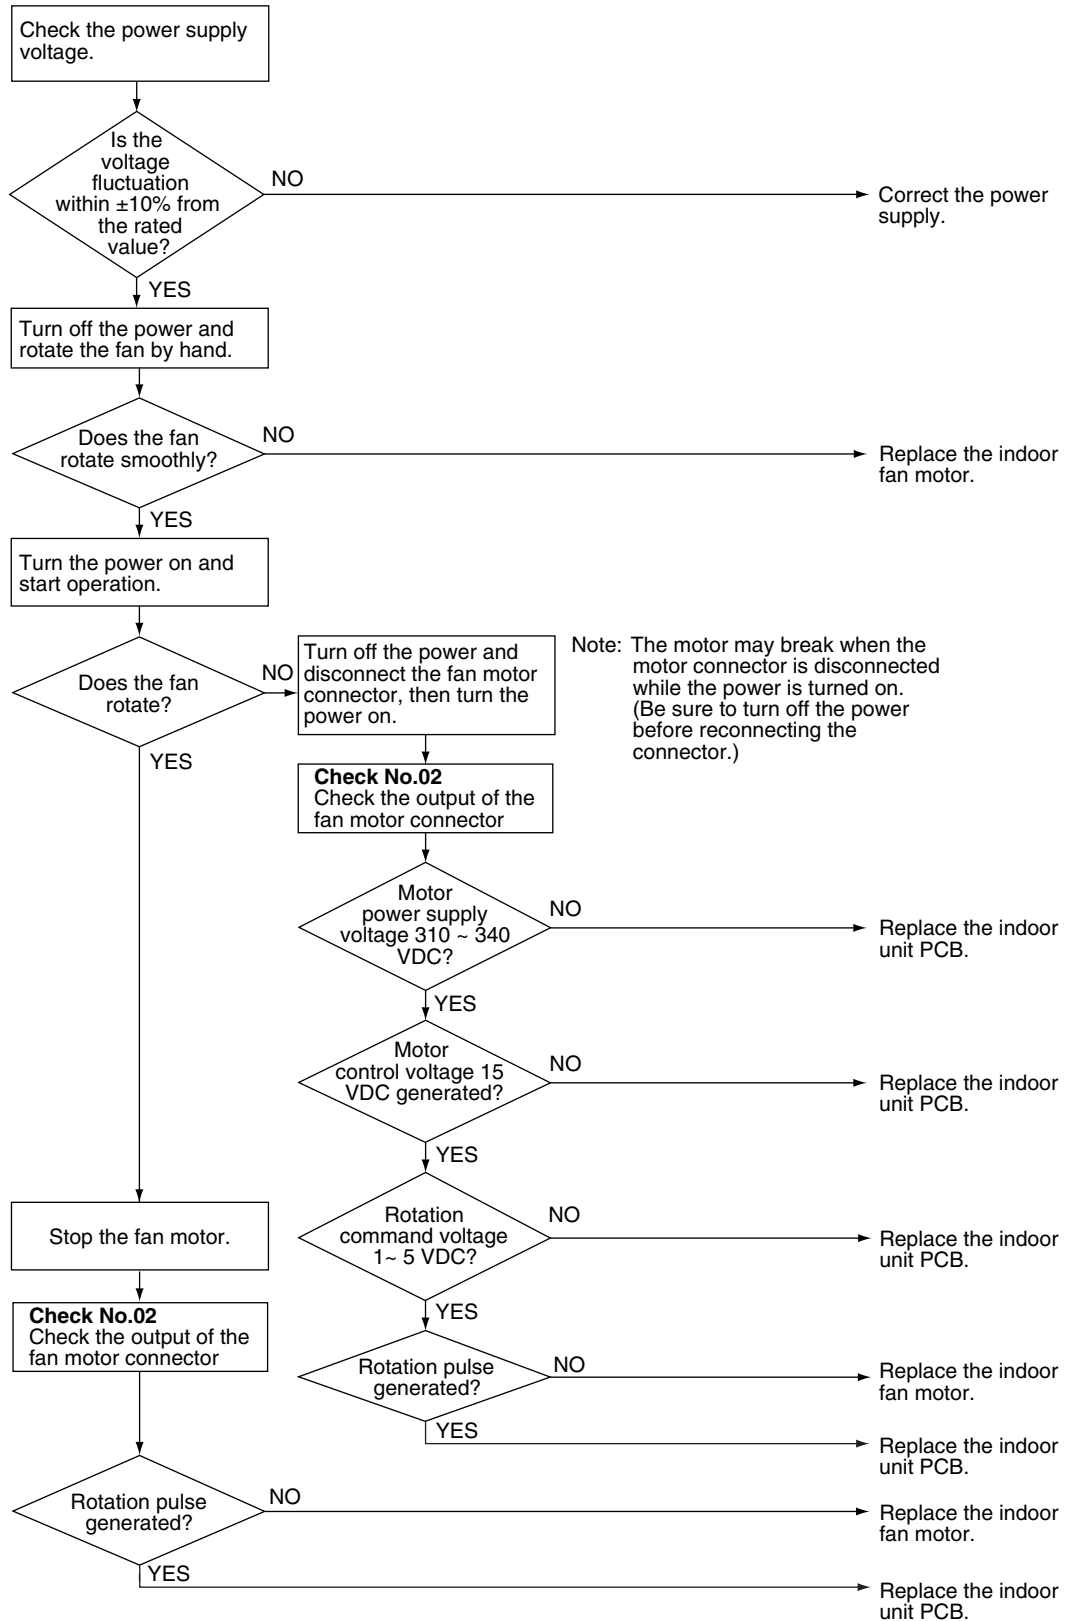 Check the power supply
voltage.
Is the
voltage
fluctuation
within ±10% from
the rated
value?
NO
Correct the power
supply.
YES
Turn off the power and
rotate the fan by hand.
Does the fan
rotate smoothly?
NO
Replace the indoor
fan motor.
YES
Turn the power on and
start operation.
Does the fan
rotate?
NO
Turn off the power and
disconnect the fan motor
connector, then turn the
power on.
Note: The motor may break when the
motor connector is disconnected
while the power is turned on.
(Be sure to turn off the power
before reconnecting the
connector.)
YES
Check No.02
Check the output of the
fan motor connector
Motor
power supply
voltage 310 ~ 340
VDC?
NO
Replace the indoor
unit PCB.
YES
Motor
control voltage 15
VDC generated?
NO
Replace the indoor
unit PCB.
YES
Rotation
command voltage
1~ 5 VDC?
NO
Replace the indoor
unit PCB.
YES
Rotation pulse
generated?
NO
Replace the indoor
fan motor.
YES
Replace the indoor
unit PCB.
Stop the fan motor.
Check No.02
Check the output of the
fan motor connector
Rotation pulse
generated?
NO
Replace the indoor
fan motor.
YES
Replace the indoor
unit PCB.